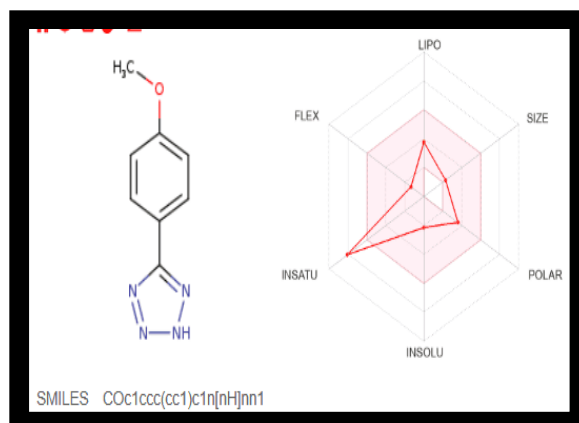 H₃C
O
N
N
N
NH
LIPO
FLEX
SIZE
INSATU
POLAR
INSOLU
SMILES COc1ccc(cc1)c1n[nH]nn1